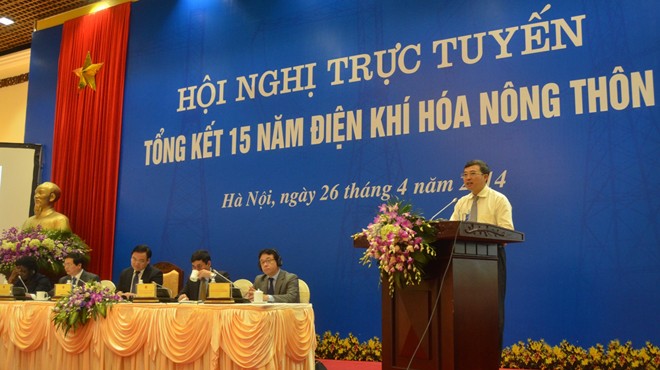 HỘI NGHỊ TRỰC TUYẾN
TỔNG KẾT 15 NĂM ĐIỆN KHÍ HÓA NÔNG THÔN
Hà Nội, ngày 26 tháng 4 năm 2014